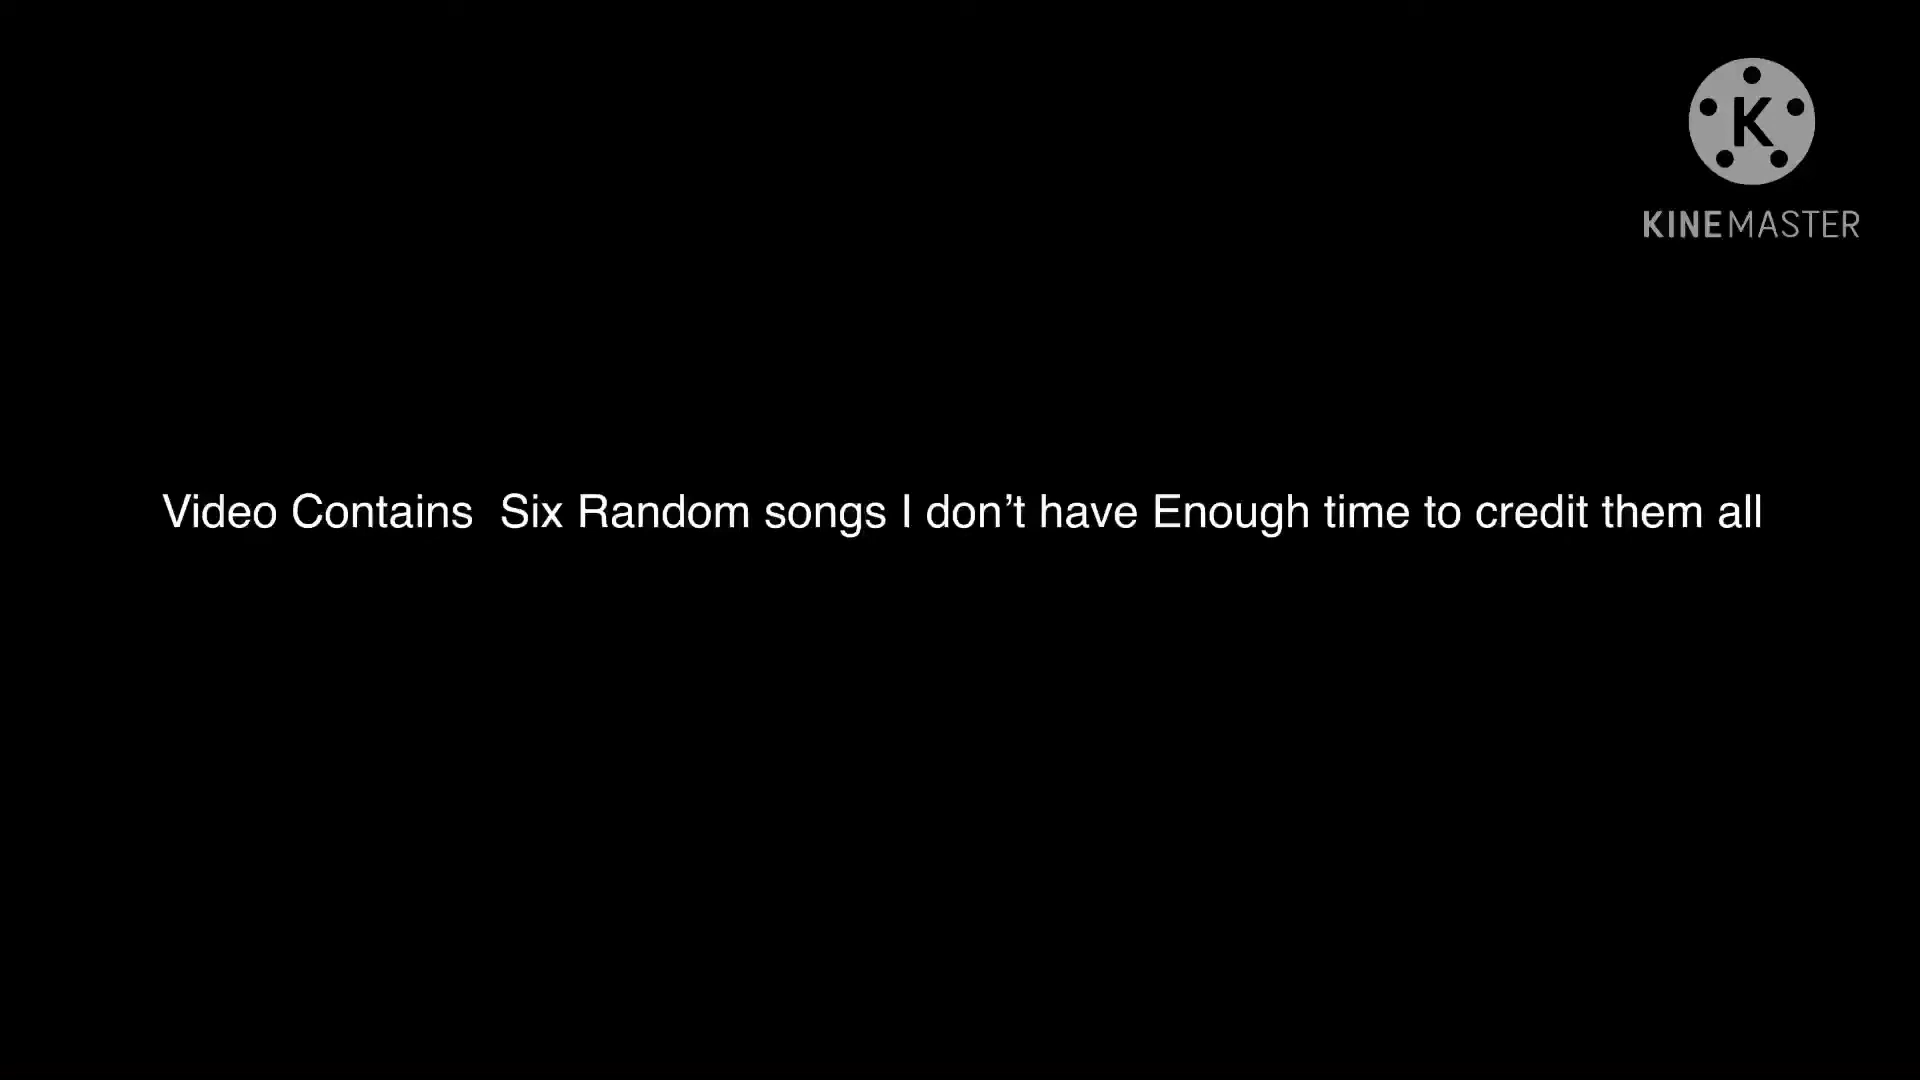 K
KINEMASTER
Video Contains  Six Random songs I don’t have Enough time to credit them all